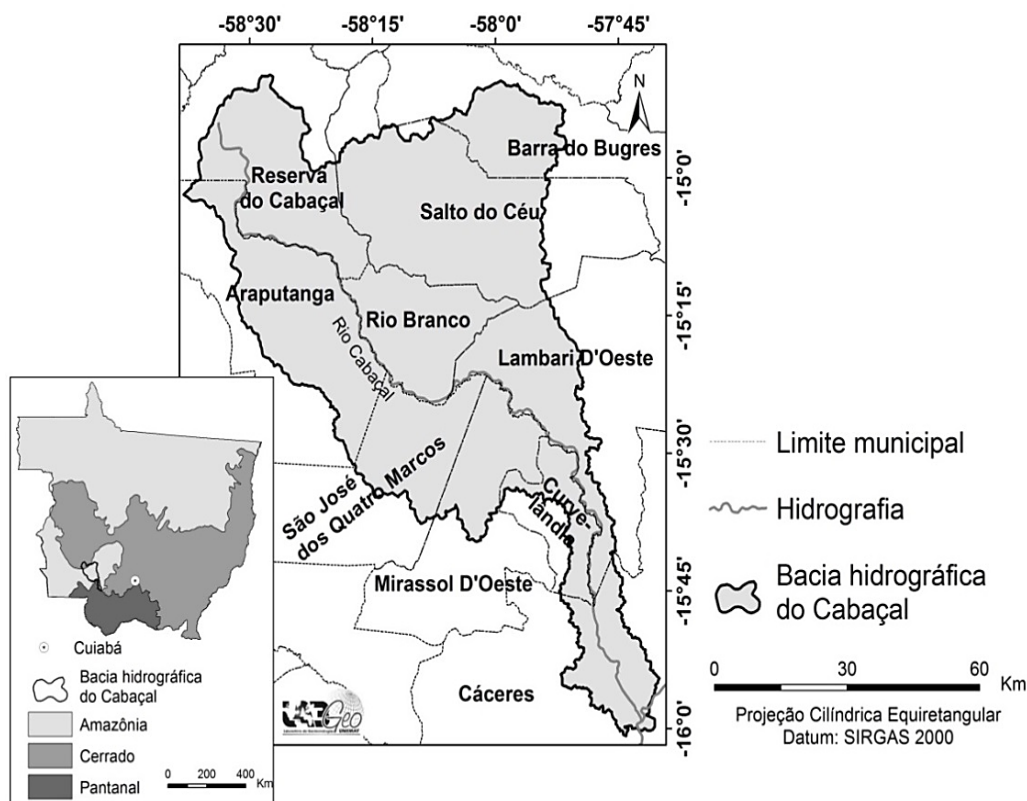 -58°30' -58°15' -58°0' -57°45'
N
Barra do Bugres
-15°0'
Reserva
do Cabaçal
Salto do Céu
Araputanga
Rio Branco
-15°15'
Rio Cabaçal
Lambari D'Oeste
-15°30'
São José
dos Quatro Marcos
Curve-
lândia
Mirassol D'Oeste
-15°45'
Cáceres
-16°0'
Geo
Limite municipal
Hidrografia
Bacia hidrográfica
do Cabaçal
0 30 60
Km
Projeção Cilíndrica Equiretangular
Datum: SIRGAS 2000
Cuiabá
Bacia hidrográfica
do Cabaçal
Amazônia
Cerrado
Pantanal
0 200 400
Km